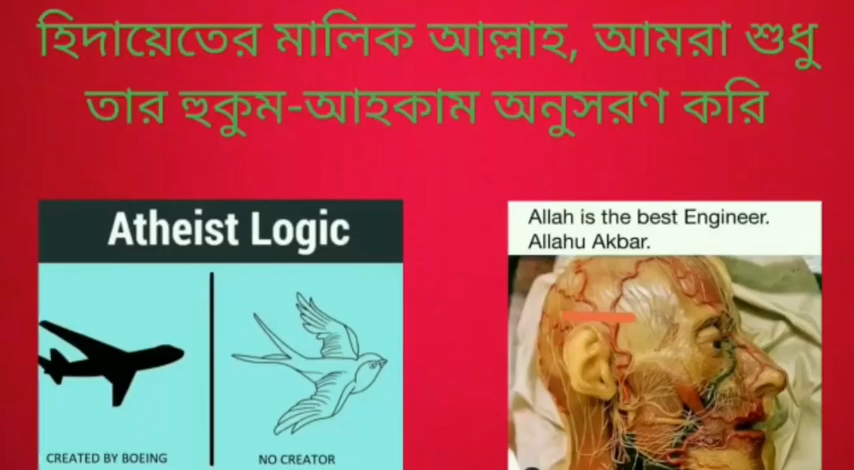 হিদায়েতের মালিক আল্লাহ, আমরা শুধু
তার হুকুম-আহকাম অনুসরণ করি
Atheist Logic
CREATED BY BOEING
NO CREATOR
Allah is the best Engineer.
Allahu Akbar.